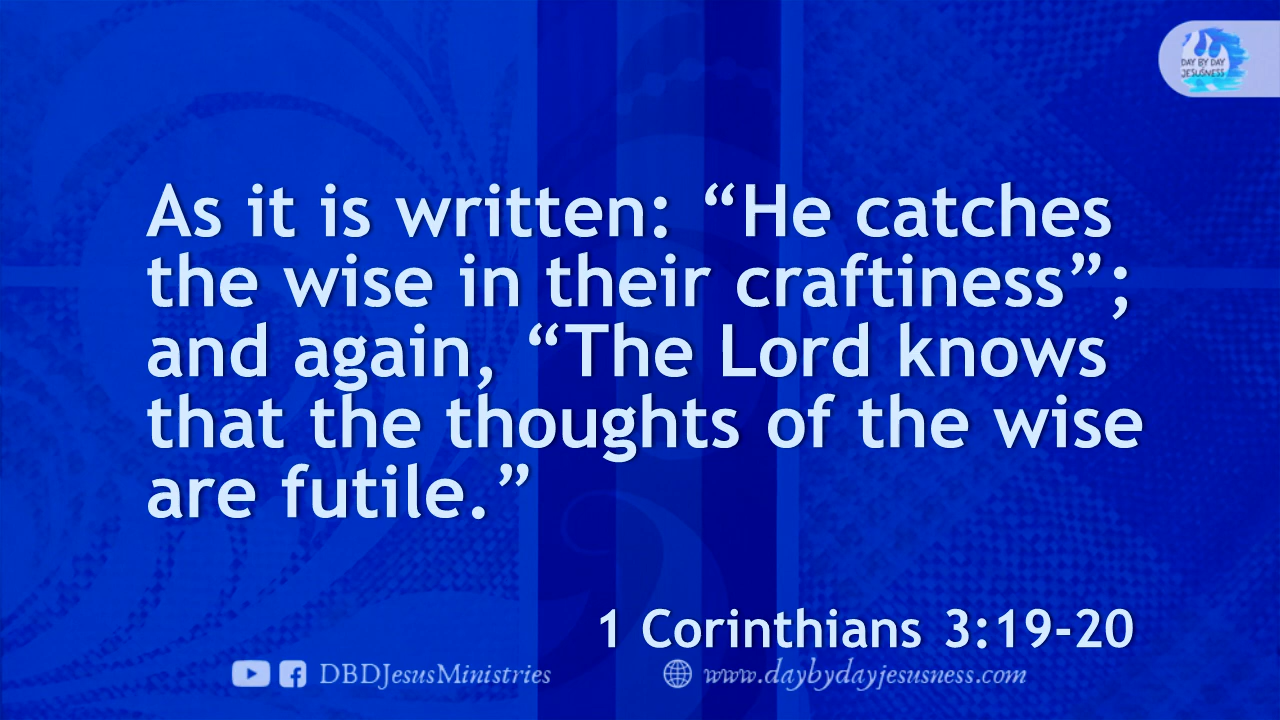 DAY BY DAY
JESUSNESS
As it is written: “He catches
the wise in their craftiness”;
and again, “The Lord knows
that the thoughts of the wise
are futile.”
1 Corinthians 3:19-20
DBDJesusMinistries
www.daybydayjesusness.com